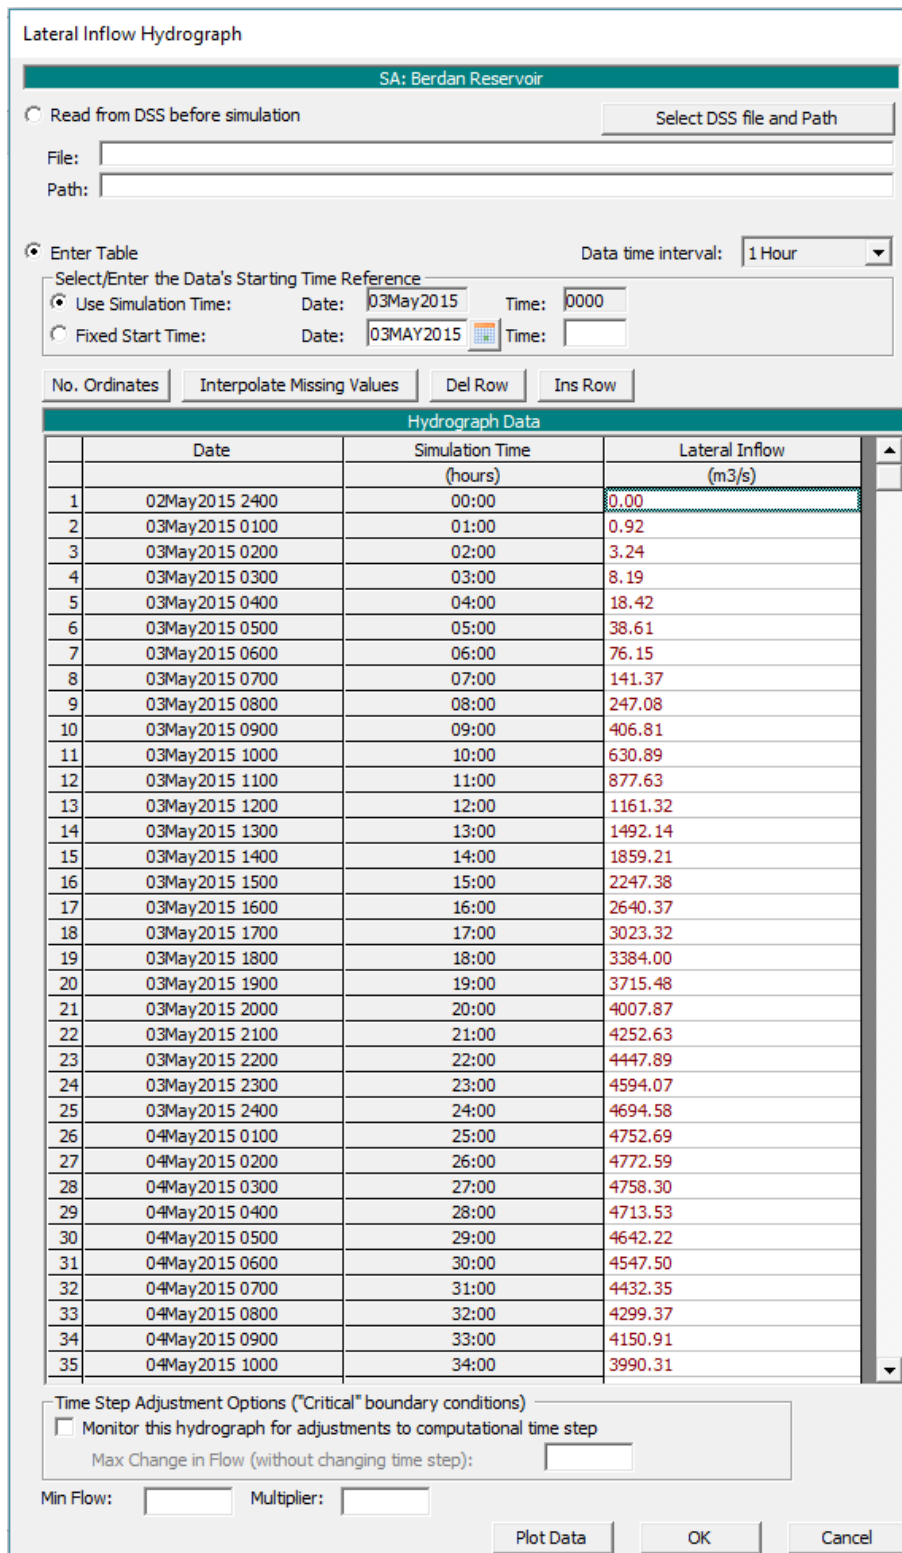 Lateral Inflow Hydrograph
SA: Berdan Reservoir
Read from DSS before simulation Select DSS file and Path
File:
Path:
Enter Table Data time interval: 1 Hour
Select/Enter the Data's Starting Time Reference
Use Simulation Time: Date: 03May2015 Time: 0000
Fixed Start Time: Date: 03MAY2015 Time:
No. Ordinates Interpolate Missing Values Del Row Ins Row
Hydrograph Data
Date Simulation Time Lateral Inflow
(hours) (m3/s)
1 02May2015 2400 00:00 0.00
2 03May2015 0100 01:00 0.92
3 03May2015 0200 02:00 3.24
4 03May2015 0300 03:00 8.19
5 03May2015 0400 04:00 18.42
6 03May2015 0500 05:00 38.61
7 03May2015 0600 06:00 76.15
8 03May2015 0700 07:00 141.37
9 03May2015 0800 08:00 247.08
10 03May2015 0900 09:00 406.81
11 03May2015 1000 10:00 630.89
12 03May2015 1100 11:00 877.63
13 03May2015 1200 12:00 1161.32
14 03May2015 1300 13:00 1492.14
15 03May2015 1400 14:00 1859.21
16 03May2015 1500 15:00 2247.38
17 03May2015 1600 16:00 2640.37
18 03May2015 1700 17:00 3023.32
19 03May2015 1800 18:00 3384.00
20 03May2015 1900 19:00 3715.48
21 03May2015 2000 20:00 4007.87
22 03May2015 2100 21:00 4252.63
23 03May2015 2200 22:00 4447.89
24 03May2015 2300 23:00 4594.07
25 03May2015 2400 24:00 4694.58
26 04May2015 0100 25:00 4752.69
27 04May2015 0200 26:00 4772.59
28 04May2015 0300 27:00 4758.30
29 04May2015 0400 28:00 4713.53
30 04May2015 0500 29:00 4642.22
31 04May2015 0600 30:00 4547.50
32 04May2015 0700 31:00 4432.35
33 04May2015 0800 32:00 4299.37
34 04May2015 0900 33:00 4150.91
35 04May2015 1000 34:00 3990.31
Time Step Adjustment Options ("Critical" boundary conditions)
Monitor this hydrograph for adjustments to computational time step
Max Change in Flow (without changing time step):
Min Flow: Multiplier:
Plot Data OK Cancel